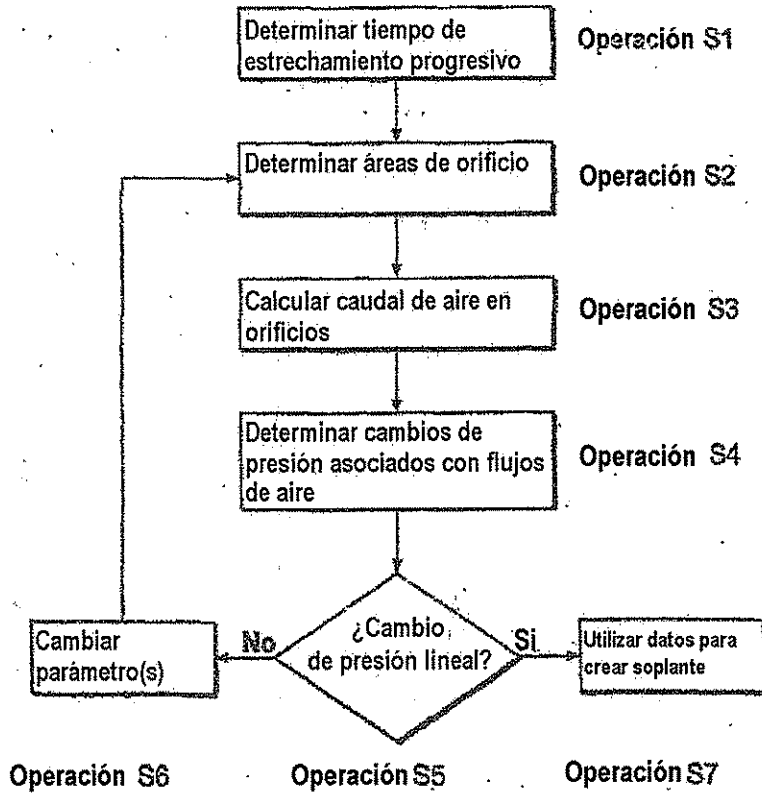 Determinar tiempo de
estrechamiento progresivo
Operación S1
Determinar áreas de orificio
Operación S2
Calcular caudal de aire en
orificios
Operación S3
Determinar cambios de
presión asociados con flujos
de aire
Operación S4
Cambiar
parámetro(s)
No
¿Cambio
de presión lineal?
Si
Utilizar datos para
crear soplante
Operación S6
Operación S5
Operación S7